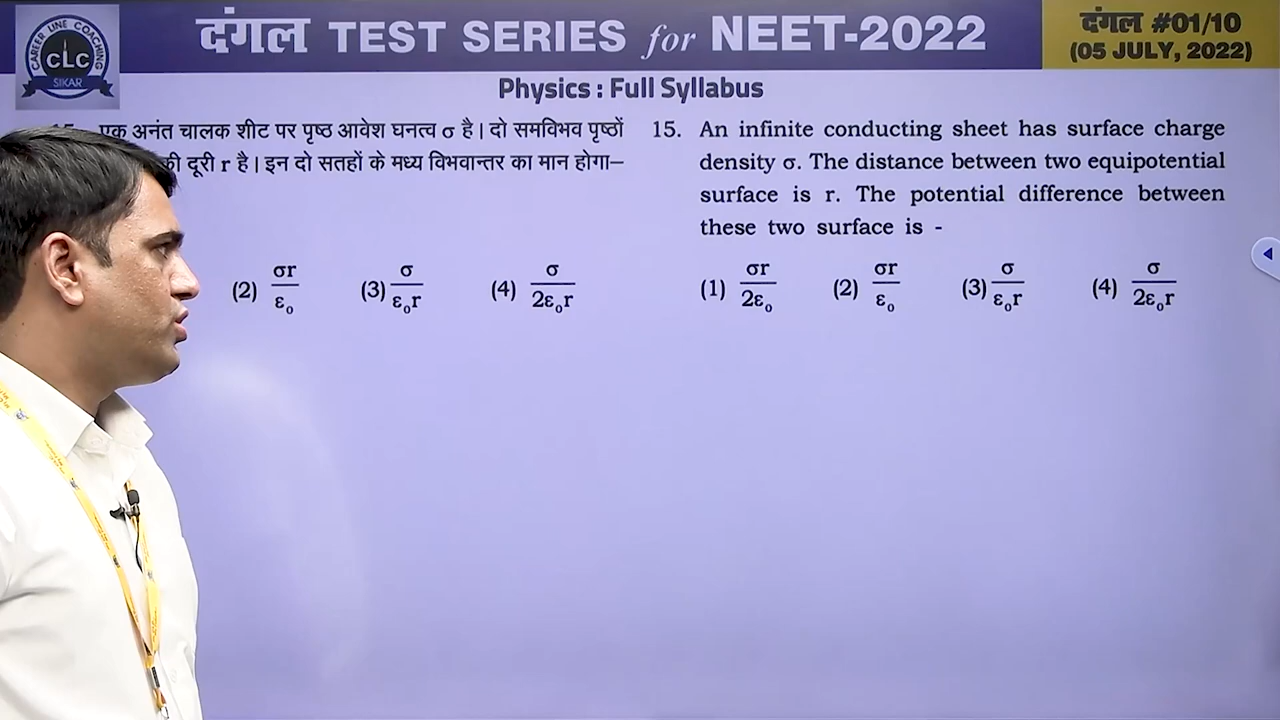 CAREER LINE COACHING
CLC
SIKAR
दंगल TEST SERIES for NEET-2022
दंगल #01/10
(05 JULY, 2022)
Physics : Full Syllabus
एक अनंत चालक शीट पर पृष्ठ आवेश घनत्व σ है। दो समविभव पृष्ठों
की दूरी r है। इन दो सतहों के मध्य विभवान्तर का मान होगा–
(2) σr/ε₀ (3) σ/ε₀r (4) σ/2ε₀r
15. An infinite conducting sheet has surface charge
density σ. The distance between two equipotential
surface is r. The potential difference between
these two surface is -
(1) σr/2ε₀ (2) σr/ε₀ (3) σ/ε₀r (4) σ/2ε₀r